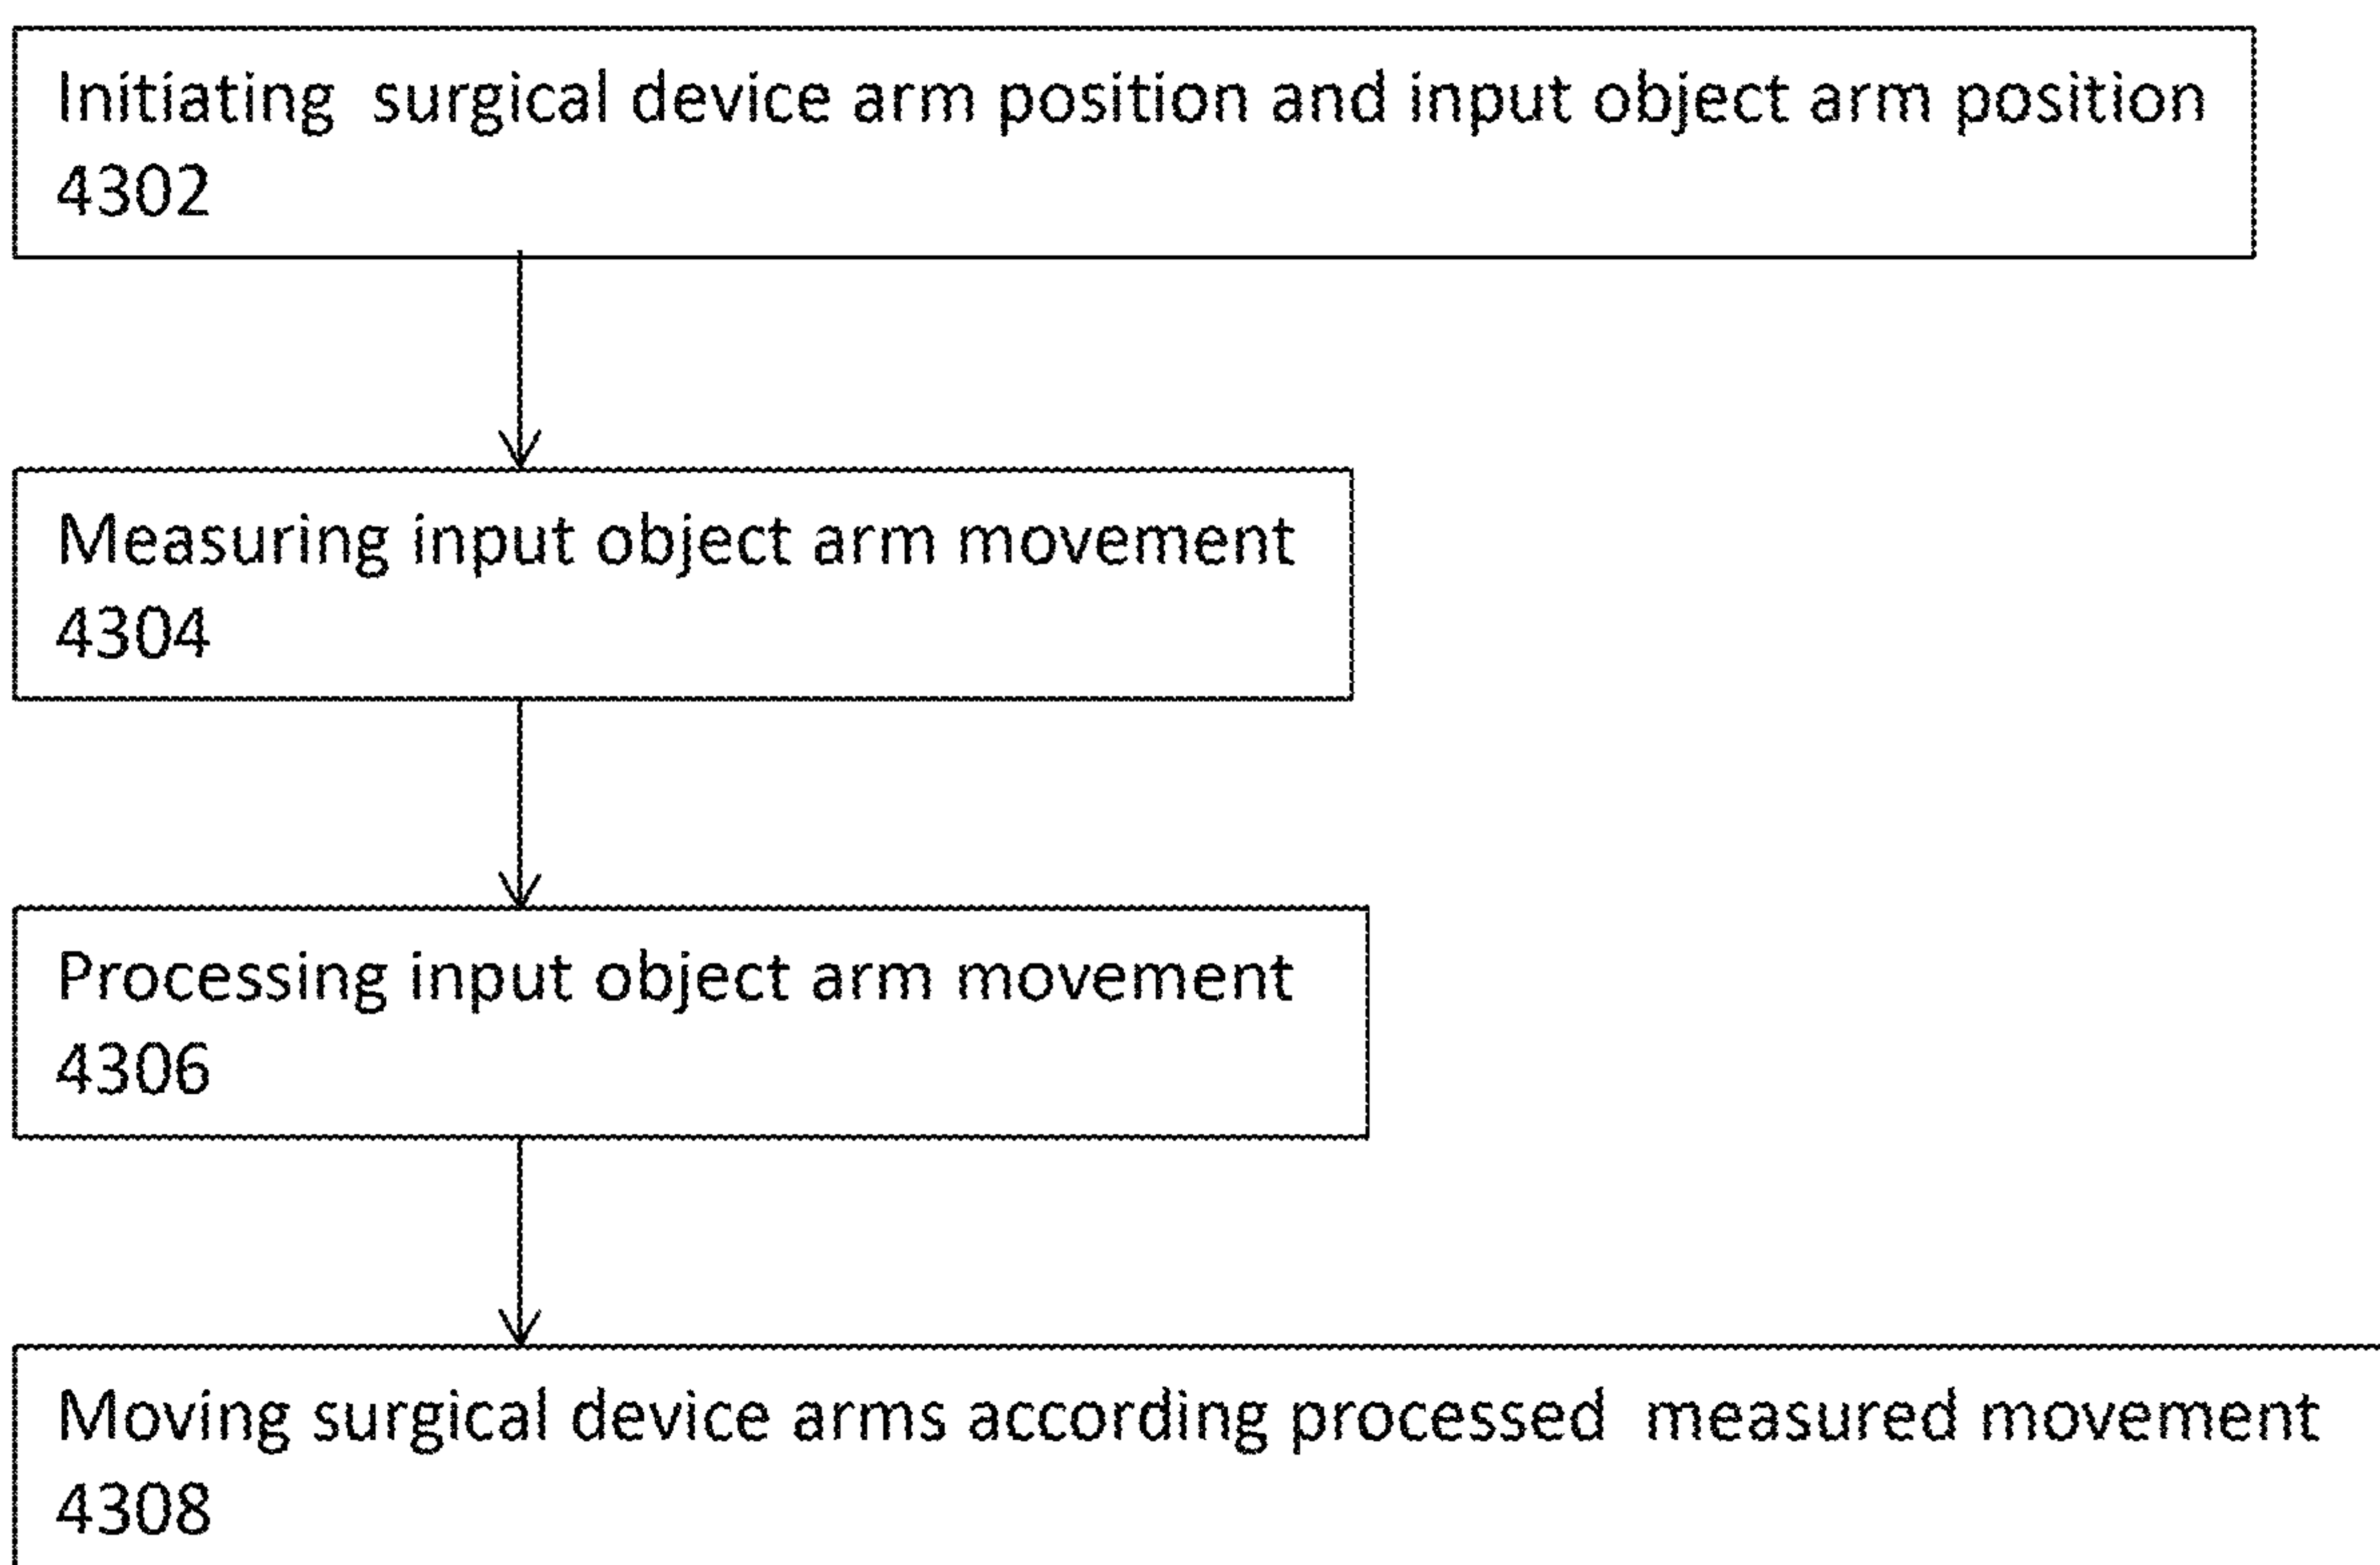 Initiating surgical device arm position and input object arm position
4302
Measuring input object arm movement
4304
Processing input object arm movement
4306
Moving surgical device arms according processed measured movement
4308